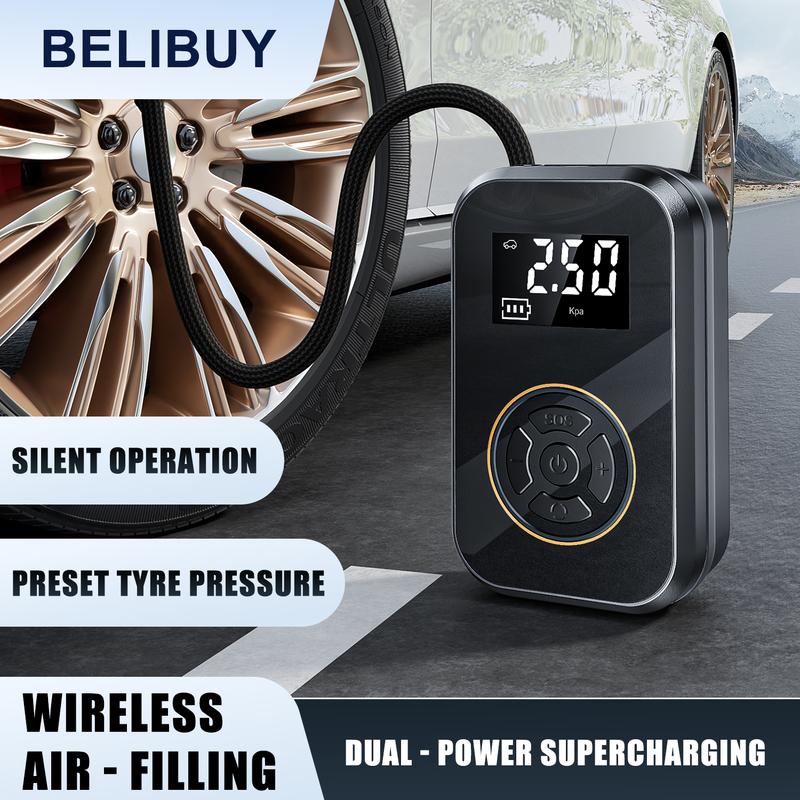 BELIBUY
2.50
Kpa
SOS
SILENT OPERATION
PRESET TYRE PRESSURE
WIRELESS
AIR - FILLING
DUAL - POWER SUPERCHARGING